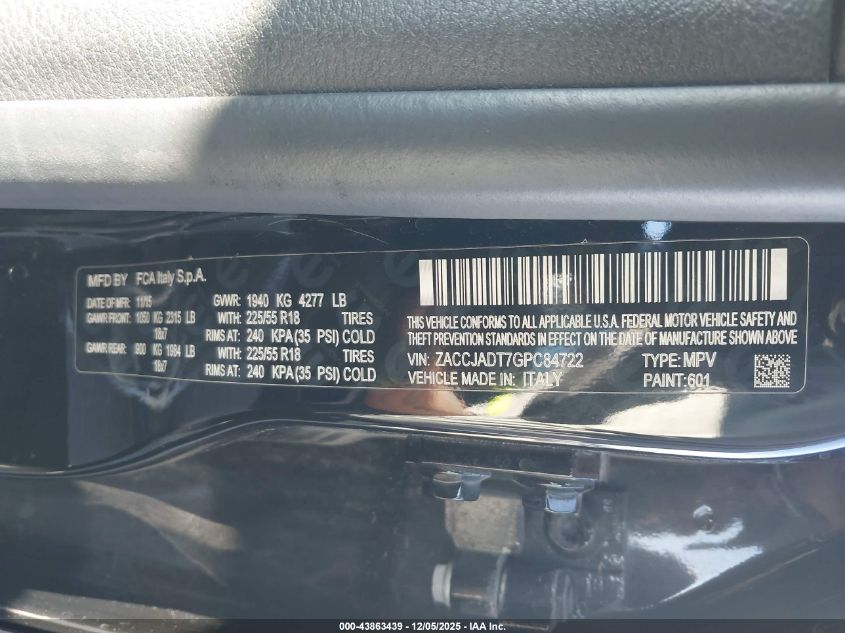 MFD BY FCA Italy S.p.A.
DATE OF MFR 11/15 GVWR: 1940 KG 4277 LB
GAWR FRONT: 1050 KG 2315 LB WITH: 225/55 R18 TIRES
18x7 RIMS AT: 240 KPA(35 PSI) COLD
GAWR REAR: 900 KG 1984 LB WITH: 225/55 R18 TIRES
18x7 RIMS AT: 240 KPA(35 PSI) COLD
THIS VEHICLE CONFORMS TO ALL APPLICABLE U.S.A. FEDERAL MOTOR VEHICLE SAFETY AND
THEFT PREVENTION STANDARDS IN EFFECT ON THE DATE OF MANUFACTURE SHOWN ABOVE
VIN: ZACCJADT7GPC84722 TYPE: MPV
VEHICLE MADE IN: ITALY PAINT: 601
000-43863439 - 12/05/2025 - IAA Inc.